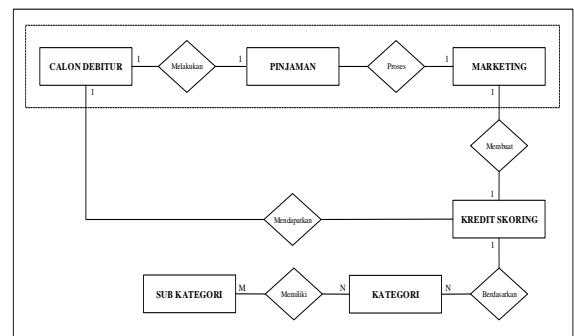 CALON DEBITUR 1 Melakukan 1 PINJAMAN Proses 1 MARKETING
1 1
Membuat
1
Mendapatkan KREDIT SKORING
1
SUB KATEGORI M Memiliki N KATEGORI N Berdasarkan